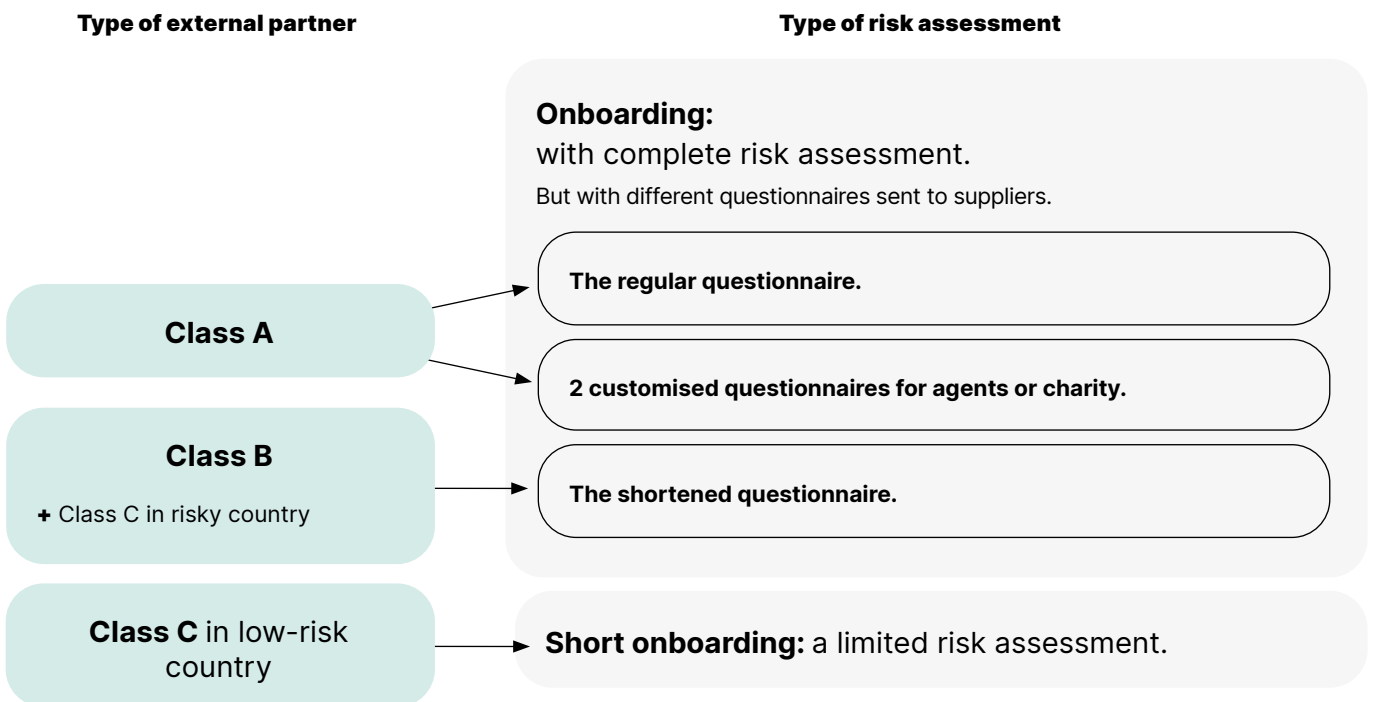 Type of external partner
Type of risk assessment
Onboarding:
with complete risk assessment.
But with different questionnaires sent to suppliers.
The regular questionnaire.
Class A
2 customised questionnaires for agents or charity.
Class B
+ Class C in risky country
The shortened questionnaire.
Class C in low-risk
country
Short onboarding: a limited risk assessment.